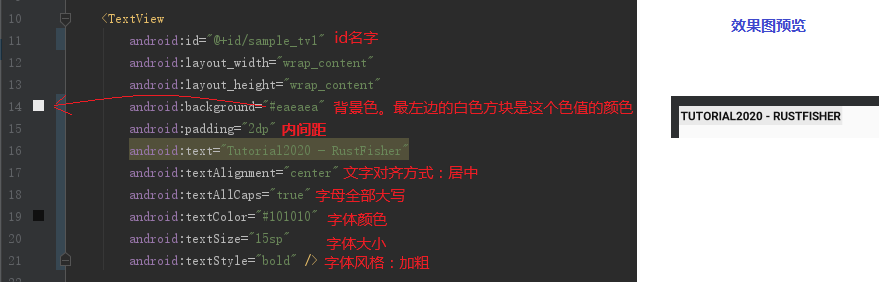 10 <TextView
11 android:id="@+id/sample_tv1" id名字
12 android:layout_width="wrap_content"
13 android:layout_height="wrap_content"
14 android:background="#eaeaea" 背景色。最左边的白色方块是这个色值的颜色
15 android:padding="2dp" 内间距
16 android:text="Tutorial2020 - RustFisher"
17 android:textAlignment="center" 文字对齐方式：居中
18 android:textAllCaps="true" 字母全部大写
19 android:textColor="#101010" 字体颜色
20 android:textSize="15sp" 字体大小
21 android:textStyle="bold" /> 字体风格：加粗
22
效果图预览
TUTORIAL2020 - RUSTFISHER